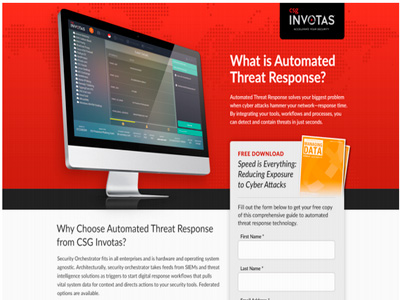 csg
INVOTAS
What is Automated
Threat Response?
Automated Threat Response solves your biggest problem
when cyber attacks hammer your network—response time.
By integrating your tools, workflows and processes, you
can detect and contain threats in just seconds.
FREE DOWNLOAD
Speed is Everything:
Reducing Exposure
to Cyber Attacks
DATA
Fill out the form below to get your free copy
of this comprehensive guide to automated
threat response technology.
First Name *
Last Name *
Why Choose Automated Threat Response
from CSG Invotas?
Security Orchestrator fits in all enterprises and is hardware and operating system
agnostic. Architecturally, security orchestrator takes feeds from SIEMs and threat
intelligence solutions as triggers to start digital response workflows that pulls
vital system data for context and directs actions to your security tools. Federated
options are available.